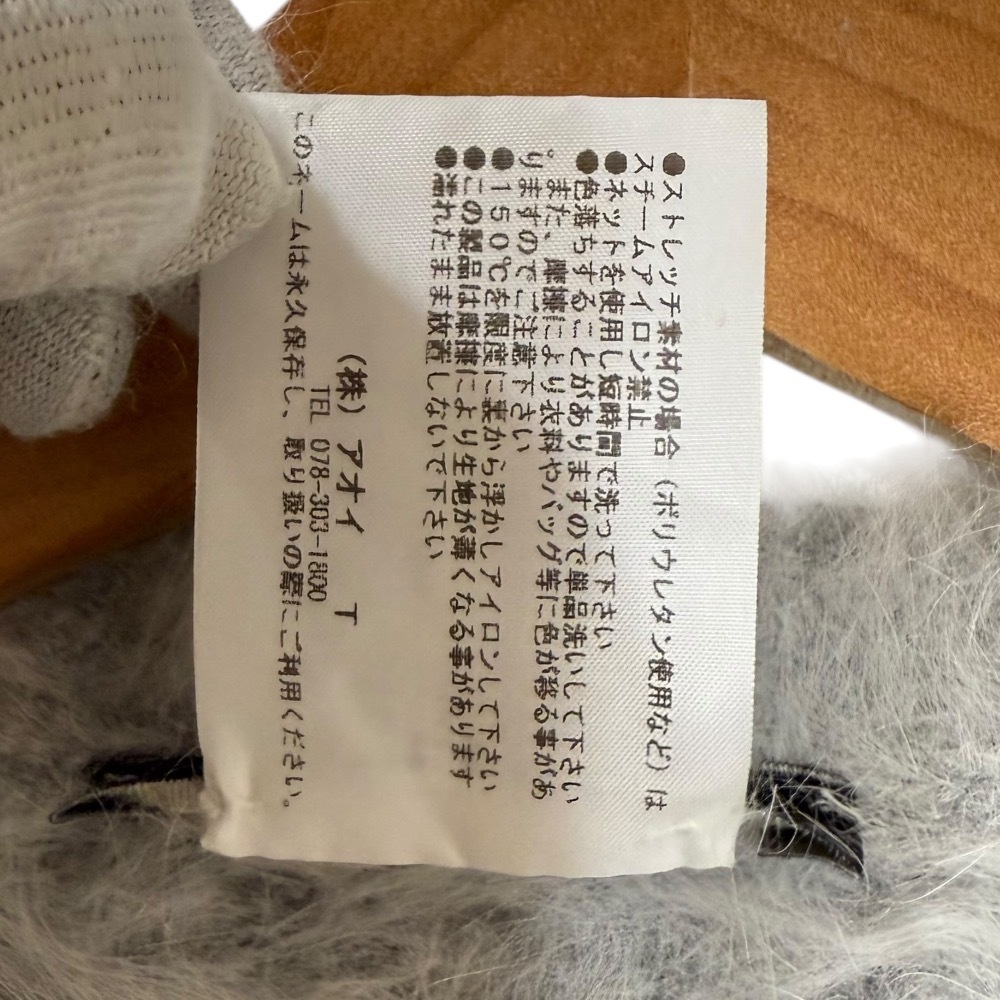 ●ストレッチ素材の場合（ポリウレタン使用など）は
スチームアイロン禁止
●ネットを使用し短時間で洗って下さい
●色落ちすることがありますので単品洗いして下さい
また、摩擦により衣料やバッグ等に色が移る事があ
りますのでご注意下さい
●150℃を限度に裏から浮かしアイロンして下さい
●この製品は摩擦により生地が薄くなる事があります
●濡れたまま放置しないで下さい
（株）アオイ T
TEL 078-303-1800
このネームは永久保存し、取り扱いの際にご利用ください。